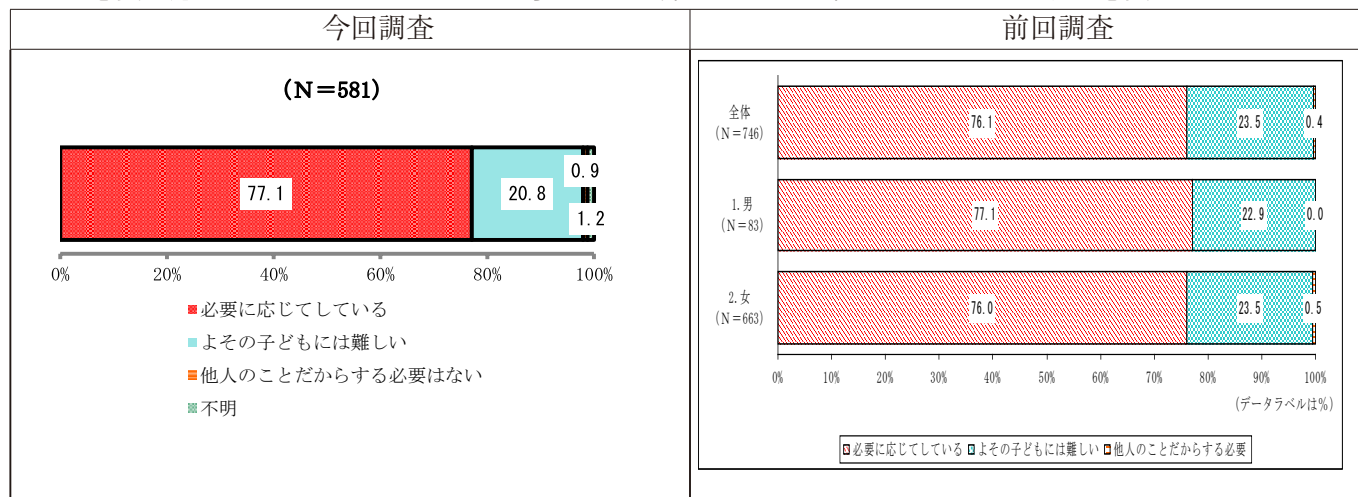 今回調査
前回調査
(N=581)
77.1
20.8
0.9
1.2
0%
20%
40%
60%
80%
100%
必要に応じてしている
よその子どもには難しい
他人のことだからする必要はない
不明
全体
(N=746)
76.1
23.5
0.4
1.男
(N=83)
77.1
22.9
0.0
2.女
(N=663)
76.0
23.5
0.5
0%
10%
20%
30%
40%
50%
60%
70%
80%
90%
100%
(データラベルは%)
必要に応じてしている よその子どもには難しい 他人のことだからする必要